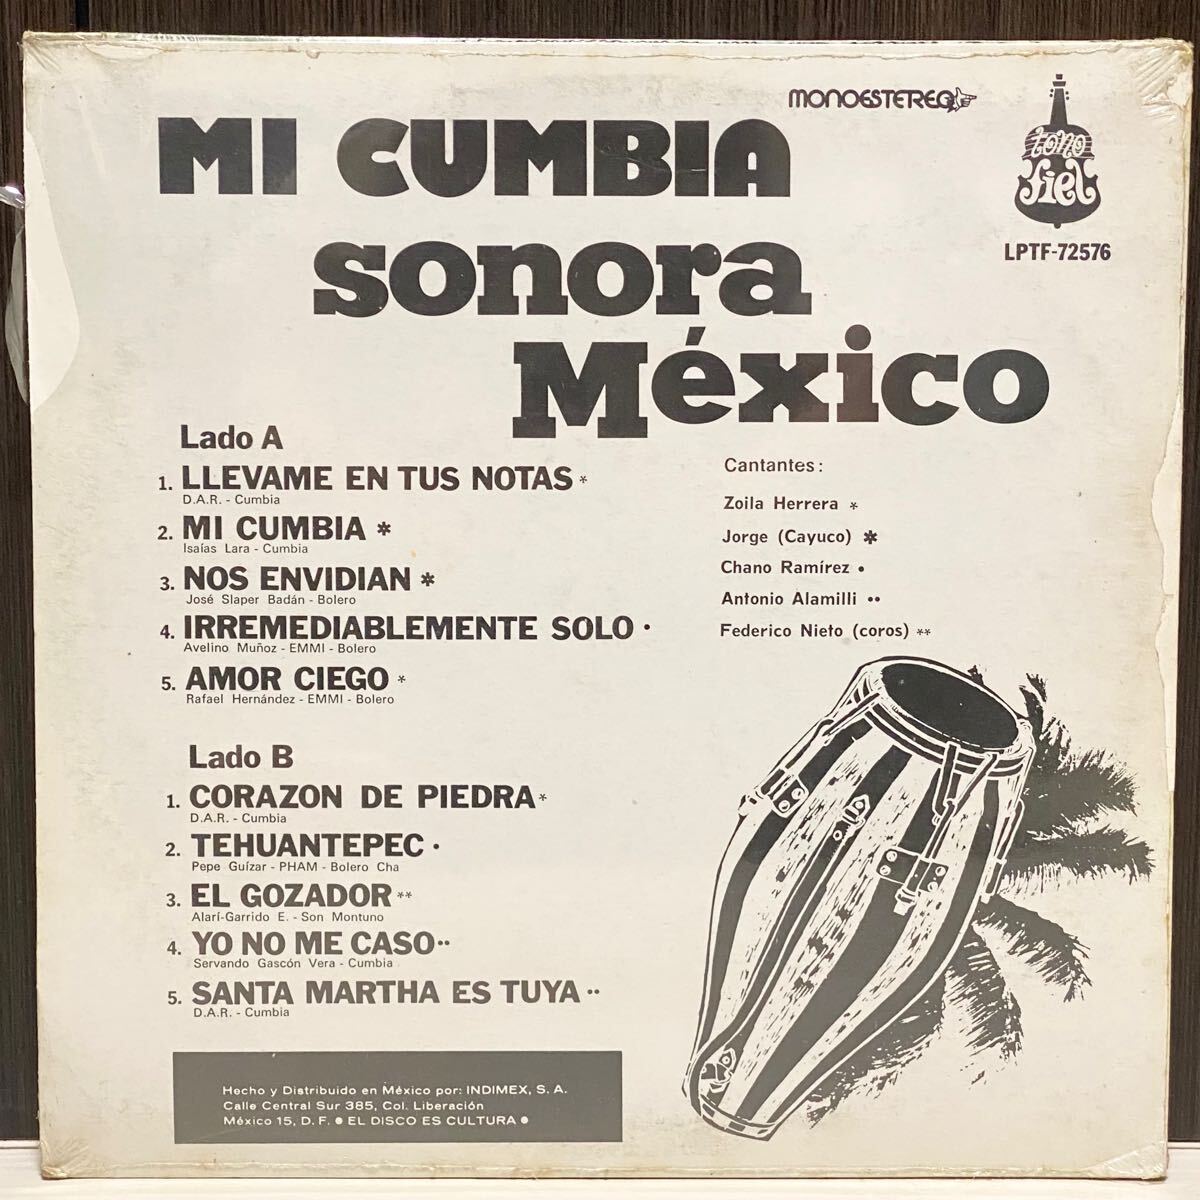 MONOESTEREO
MI CUMBIA
sonora
México
tono
fiel
LPTF-72576
Lado A
1. LLEVAME EN TUS NOTAS *
D.A.R. - Cumbia
2. MI CUMBIA ✱
Isaías Lara - Cumbia
3. NOS ENVIDIAN ✱
José Slaper Badán - Bolero
4. IRREMEDIABLEMENTE SOLO •
Avelino Muñoz - EMMI - Bolero
5. AMOR CIEGO *
Rafael Hernández - EMMI - Bolero
Lado B
1. CORAZON DE PIEDRA *
D.A.R. - Cumbia
2. TEHUANTEPEC •
Pepe Guízar - PHAM - Bolero Cha
3. EL GOZADOR **
Alarí-Garrido E. - Son Montuno
4. YO NO ME CASO ••
Servando Gascón Vera - Cumbia
5. SANTA MARTHA ES TUYA ••
D.A.R. - Cumbia
Cantantes:
Zoila Herrera *
Jorge (Cayuco) ✱
Chano Ramírez •
Antonio Alamilli ••
Federico Nieto (coros) **
Hecho y Distribuido en México por: INDIMEX, S. A.
Calle Central Sur 385, Col. Liberación
México 15, D. F. ● EL DISCO ES CULTURA ●